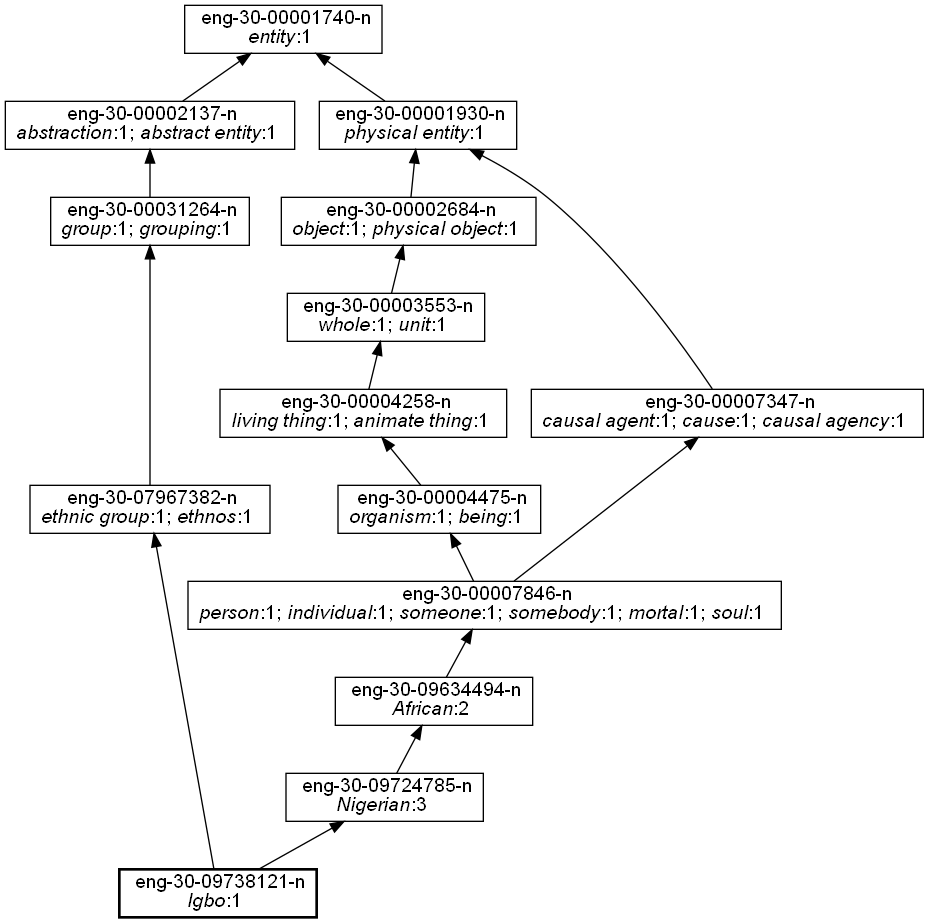 eng-30-00001740-n
entity:1
eng-30-00002137-n
abstraction:1; abstract entity:1
eng-30-00001930-n
physical entity:1
eng-30-00031264-n
group:1; grouping:1
eng-30-00002684-n
object:1; physical object:1
eng-30-00003553-n
whole:1; unit:1
eng-30-00004258-n
living thing:1; animate thing:1
eng-30-00007347-n
causal agent:1; cause:1; causal agency:1
eng-30-07967382-n
ethnic group:1; ethnos:1
eng-30-00004475-n
organism:1; being:1
eng-30-00007846-n
person:1; individual:1; someone:1; somebody:1; mortal:1; soul:1
eng-30-09634494-n
African:2
eng-30-09724785-n
Nigerian:3
eng-30-09738121-n
Igbo:1